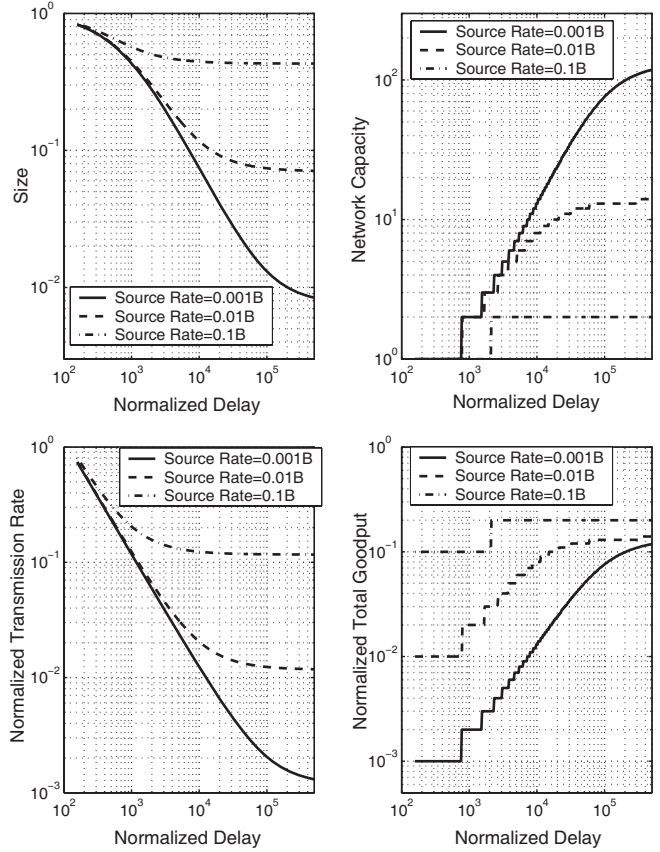 10^0
10^-1
10^-2
Size
Source Rate=0.001B
Source Rate=0.01B
Source Rate=0.1B
10^2 10^3 10^4 10^5
Normalized Delay
Source Rate=0.001B
Source Rate=0.01B
Source Rate=0.1B
10^2
10^1
10^0
Network Capacity
10^2 10^3 10^4 10^5
Normalized Delay
10^0
10^-1
10^-2
10^-3
Normalized Transmission Rate
Source Rate=0.001B
Source Rate=0.01B
Source Rate=0.1B
10^2 10^3 10^4 10^5
Normalized Delay
10^0
10^-1
10^-2
10^-3
Normalized Total Goodput
Source Rate=0.001B
Source Rate=0.01B
Source Rate=0.1B
10^2 10^3 10^4 10^5
Normalized Delay